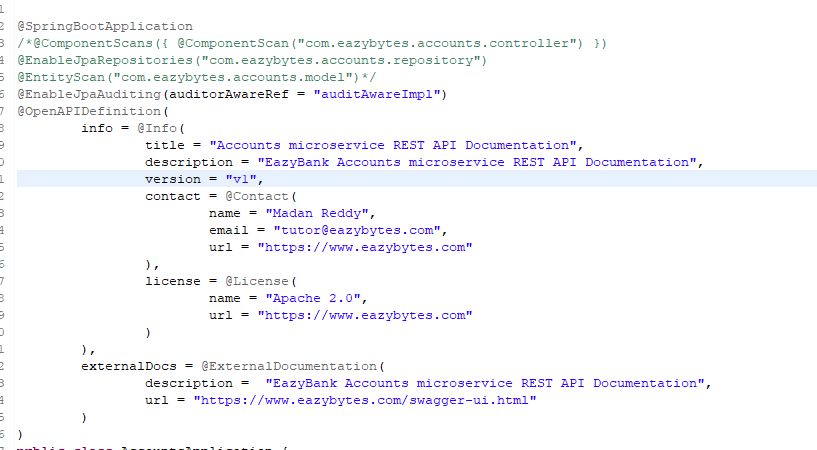 @SpringBootApplication
/*@ComponentScans({ @ComponentScan("com.eazybytes.accounts.controller") })
@EnableJpaRepositories("com.eazybytes.accounts.repository")
@EntityScan("com.eazybytes.accounts.model")*/
@EnableJpaAuditing(auditorAwareRef = "auditAwareImpl")
@OpenAPIDefinition(
info = @Info(
title = "Accounts microservice REST API Documentation",
description = "EazyBank Accounts microservice REST API Documentation",
version = "v1",
contact = @Contact(
name = "Madan Reddy",
email = "tutor@eazybytes.com",
url = "https://www.eazybytes.com"
),
license = @License(
name = "Apache 2.0",
url = "https://www.eazybytes.com"
)
),
externalDocs = @ExternalDocumentation(
description =  "EazyBank Accounts microservice REST API Documentation",
url = "https://www.eazybytes.com/swagger-ui.html"
)
)